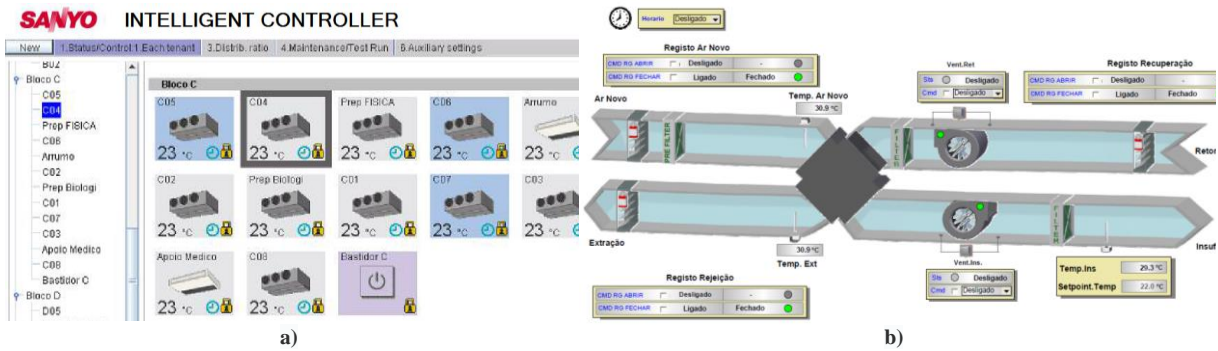 SANYO INTELLIGENT CONTROLLER
New 1.Status/Control:1.Each tenant 3.Distrib. ratio 4.Maintenance/Test Run 6.Auxiliary settings
B02
Bloco C
C05
C04
Prep FISICA
C06
Arrumo
C02
Prep Biologi
C01
C07
C03
Apoio Medico
C08
Bastidor C
Bloco D
D05
Bloco C
C05 C04 Prep FISICA C06 Arrumo
23 °C 23 °C 23 °C 23 °C 23 °C
C02 Prep Biologi C01 C07 C03
23 °C 23 °C 23 °C 23 °C 23 °C
Apoio Medico C08 Bastidor C
23 °C 23 °C
a)
Horario Desligado
Registo Ar Novo
CMD RG ABRIR Desligado -
CMD RG FECHAR Ligado Fechado
Vent.Ret
Sts Desligado
Cmd Desligado
Registo Recuperação
CMD RG ABRIR Desligado -
CMD RG FECHAR Ligado Fechado
Ar Novo
Temp. Ar Novo
30.9 °C
PRE FILTER
FILTER
Retor
Extração
30.9 °C
Temp. Ext
FILTER
Insuf
Registo Rejeição
CMD RG ABRIR Desligado -
CMD RG FECHAR Ligado Fechado
Vent.Ins.
Sts Desligado
Cmd Desligado
Temp.Ins 29.3 °C
Setpoint.Temp 22.0 °C
b)